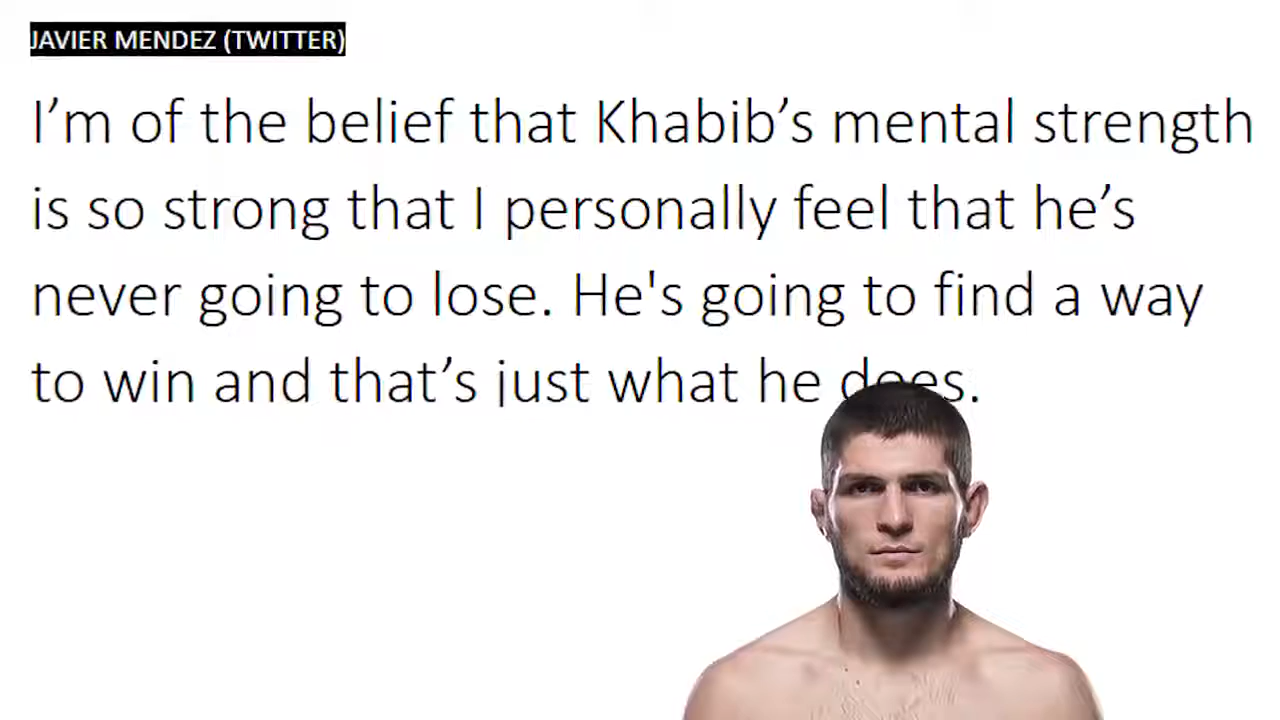 JAVIER MENDEZ (TWITTER)
I’m of the belief that Khabib’s mental strength
is so strong that I personally feel that he’s
never going to lose. He's going to find a way
to win and that’s just what he does.